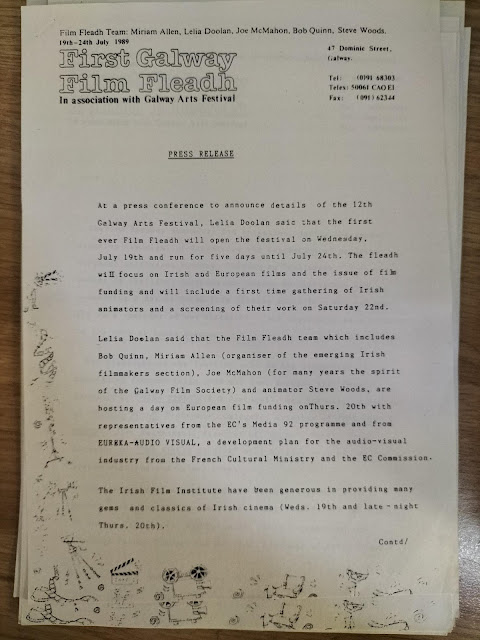 Film Fleadh Team: Miriam Allen, Lelia Doolan, Joe McMahon, Bob Quinn, Steve Woods.
19th-24th July 1989
First Galway
Film Fleadh
In association with Galway Arts Festival
47 Dominic Street,
Galway.
Tel: (091) 68303
Telex: 50061 CAO EI
Fax: (091) 62344
PRESS RELEASE
At a press conference to announce details of the 12th
Galway Arts Festival, Lelia Doolan said that the first
ever Film Fleadh will open the festival on Wednesday,
July 19th and run for five days until July 24th. The fleadh
will focus on Irish and European films and the issue of film
funding and will include a first time gathering of Irish
animators and a screening of their work on Saturday 22nd.
Lelia Doolan said that the Film Fleadh team which includes
Bob Quinn, Miriam Allen (organiser of the emerging Irish
filmmakers section), Joe McMahon (for many years the spirit
of the Galway Film Society) and animator Steve Woods, are
hosting a day on European film funding onThurs. 20th with
representatives from the EC's Media 92 programme and from
EUREKA-AUDIO VISUAL, a development plan for the audio-visual
industry from the French Cultural Ministry and the EC Commission.
The Irish Film Institute have been generous in providing many
gems and classics of Irish cinema (Weds. 19th and late-night
Thurs. 20th).
Contd/